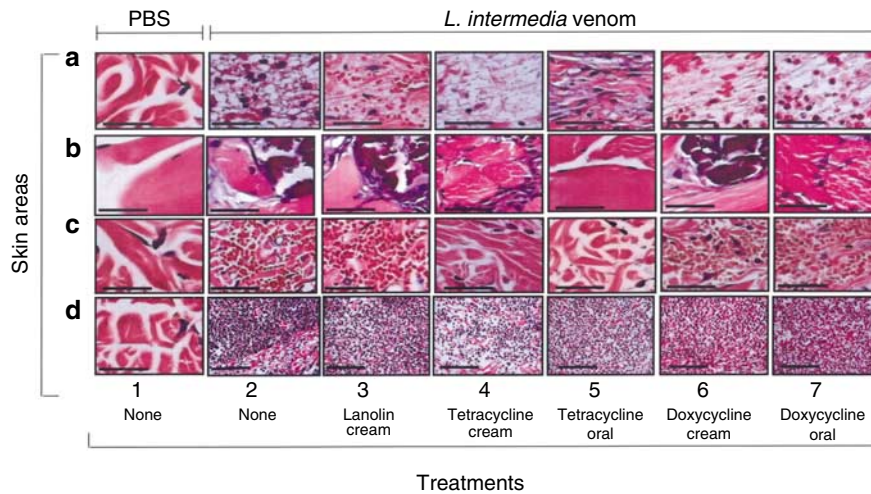 PBS
L. intermedia venom
Skin areas
a
b
c
d
1 2 3 4 5 6 7
None None Lanolin cream Tetracycline cream Tetracycline oral Doxycycline cream Doxycycline oral
Treatments